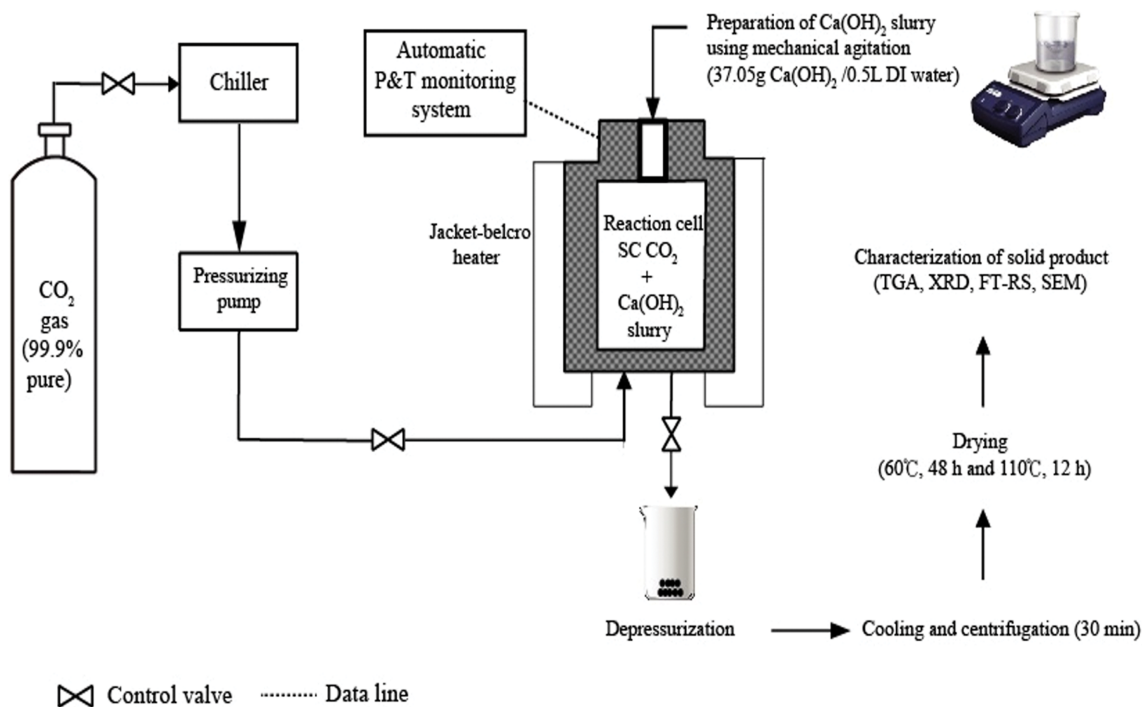 Chiller
Automatic
P&T monitoring
system
Preparation of Ca(OH)₂ slurry
using mechanical agitation
(37.05g Ca(OH)₂ /0.5L DI water)
CO₂
gas
(99.9%
pure)
Pressurizing
pump
Jacket-belcro
heater
Reaction cell
SC CO₂
+
Ca(OH)₂
slurry
Characterization of solid product
(TGA, XRD, FT-RS, SEM)
Drying
(60℃, 48 h and 110℃, 12 h)
Depressurization
Cooling and centrifugation (30 min)
Control valve
Data line